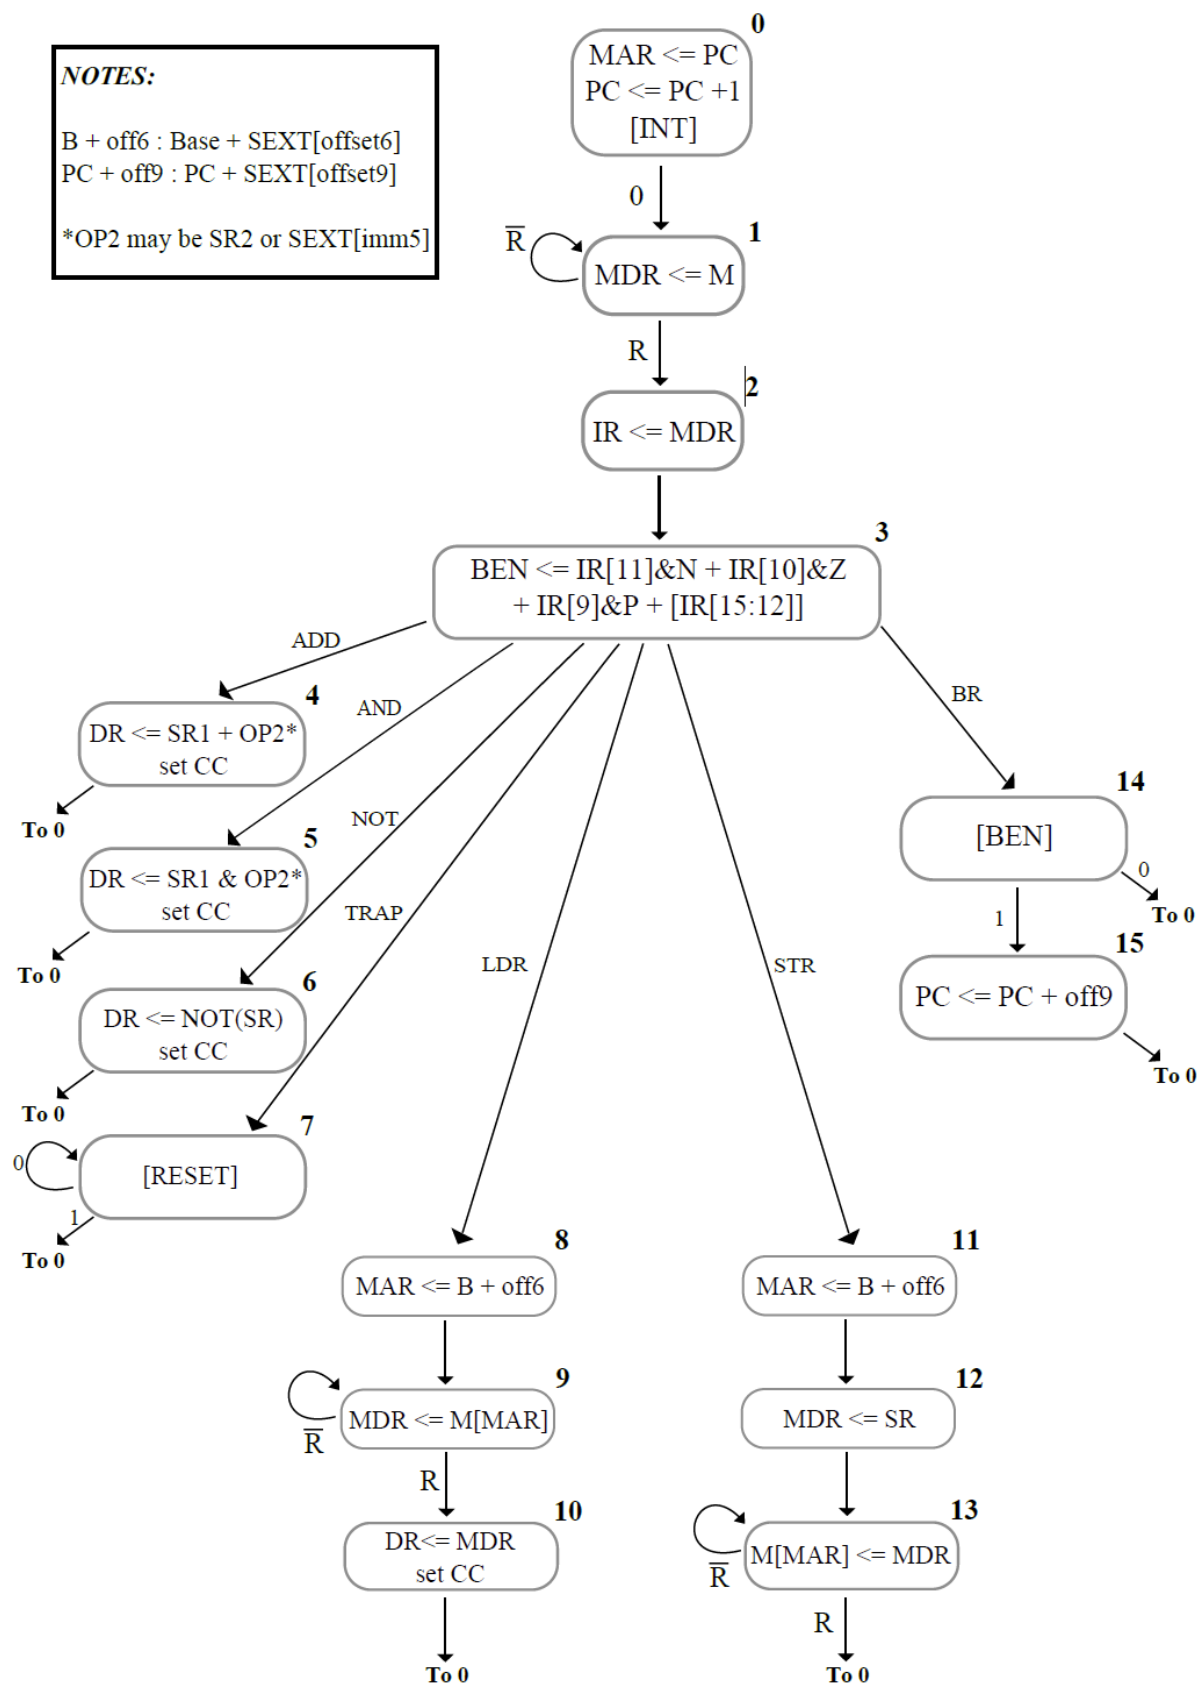 NOTES:
B + off6 : Base + SEXT[offset6]
PC + off9 : PC + SEXT[offset9]
*OP2 may be SR2 or SEXT[imm5]
0
MAR <= PC
PC <= PC +1
[INT]
0
1
R̅
MDR <= M
R
2
IR <= MDR
3
BEN <= IR[11]&N + IR[10]&Z
+ IR[9]&P + [IR[15:12]]
ADD
AND
NOT
TRAP
LDR
STR
BR
4
DR <= SR1 + OP2*
set CC
To 0
5
DR <= SR1 & OP2*
set CC
To 0
6
DR <= NOT(SR)
set CC
To 0
7
0
[RESET]
1
To 0
14
[BEN]
0
To 0
1
15
PC <= PC + off9
To 0
8
MAR <= B + off6
9
MDR <= M[MAR]
R̅
R
10
DR<= MDR
set CC
To 0
11
MAR <= B + off6
12
MDR <= SR
13
M[MAR] <= MDR
R̅
R
To 0